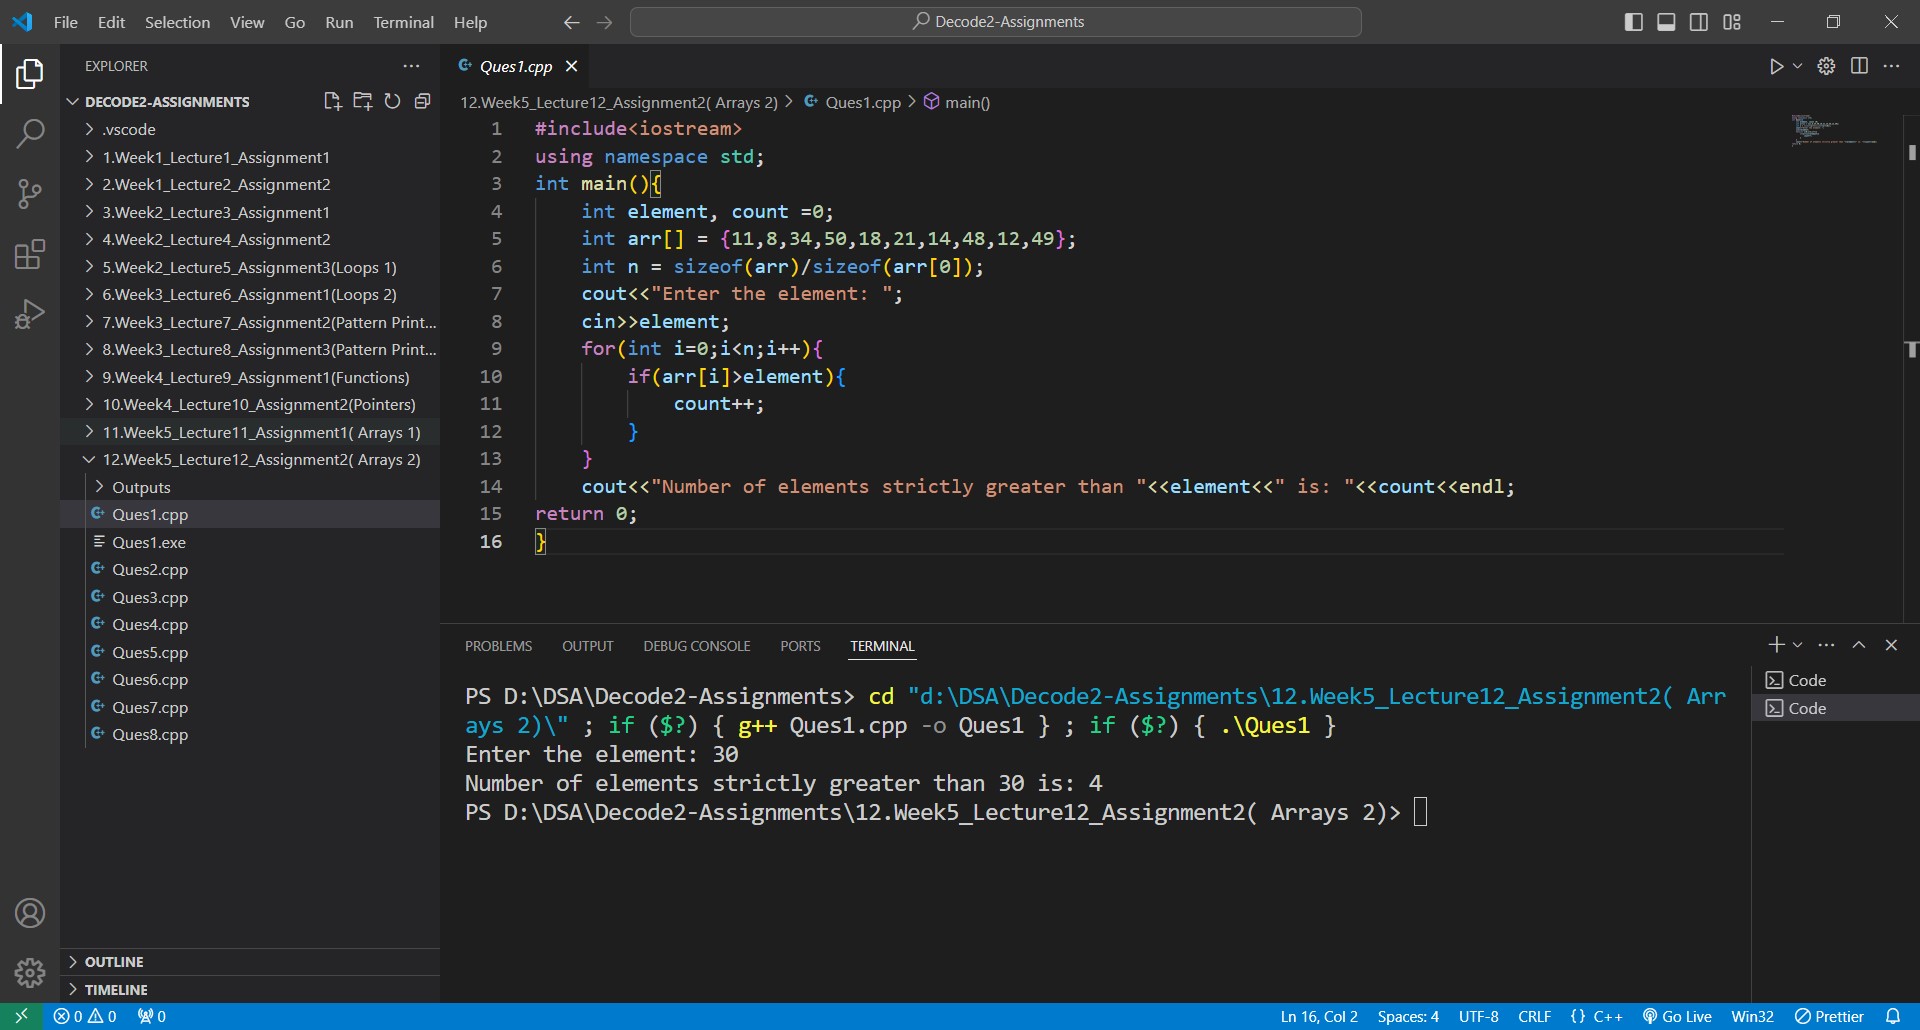 File Edit Selection View Go Run Terminal Help
Decode2-Assignments
EXPLORER
DECODE2-ASSIGNMENTS
.vscode
1.Week1_Lecture1_Assignment1
2.Week1_Lecture2_Assignment2
3.Week2_Lecture3_Assignment1
4.Week2_Lecture4_Assignment2
5.Week2_Lecture5_Assignment3(Loops 1)
6.Week3_Lecture6_Assignment1(Loops 2)
7.Week3_Lecture7_Assignment2(Pattern Print...
8.Week3_Lecture8_Assignment3(Pattern Print...
9.Week4_Lecture9_Assignment1(Functions)
10.Week4_Lecture10_Assignment2(Pointers)
11.Week5_Lecture11_Assignment1( Arrays 1)
12.Week5_Lecture12_Assignment2( Arrays 2)
Outputs
Ques1.cpp
Ques1.exe
Ques2.cpp
Ques3.cpp
Ques4.cpp
Ques5.cpp
Ques6.cpp
Ques7.cpp
Ques8.cpp
OUTLINE
TIMELINE
Ques1.cpp
12.Week5_Lecture12_Assignment2( Arrays 2) > Ques1.cpp > main()
1 #include<iostream>
2 using namespace std;
3 int main(){
4 int element, count =0;
5 int arr[] = {11,8,34,50,18,21,14,48,12,49};
6 int n = sizeof(arr)/sizeof(arr[0]);
7 cout<<"Enter the element: ";
8 cin>>element;
9 for(int i=0;i<n;i++){
10 if(arr[i]>element){
11 count++;
12 }
13 }
14 cout<<"Number of elements strictly greater than "<<element<<" is: "<<count<<endl;
15 return 0;
16 }
PROBLEMS OUTPUT DEBUG CONSOLE PORTS TERMINAL
PS D:\DSA\Decode2-Assignments> cd "d:\DSA\Decode2-Assignments\12.Week5_Lecture12_Assignment2( Arr
ays 2)\" ; if ($?) { g++ Ques1.cpp -o Ques1 } ; if ($?) { .\Ques1 }
Enter the element: 30
Number of elements strictly greater than 30 is: 4
PS D:\DSA\Decode2-Assignments\12.Week5_Lecture12_Assignment2( Arrays 2)>
Code
Code
0 0 0 Ln 16, Col 2 Spaces: 4 UTF-8 CRLF {} C++ Go Live Win32 Prettier